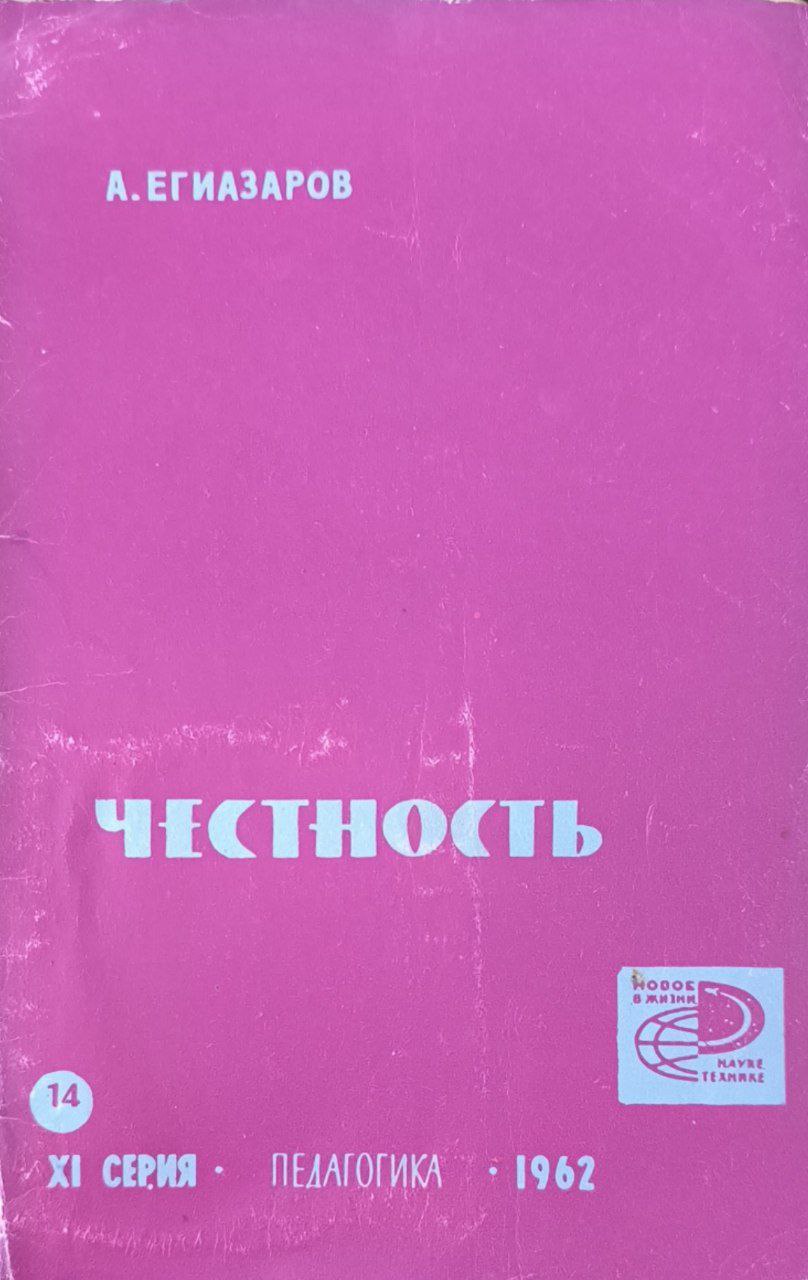 А. ЕГИАЗАРОВ
ЧЕСТНОСТЬ
НОВОЕ
В ЖИЗНИ,
НАУКЕ,
ТЕХНИКЕ
14
XI СЕРИЯ · ПЕДАГОГИКА · 1962